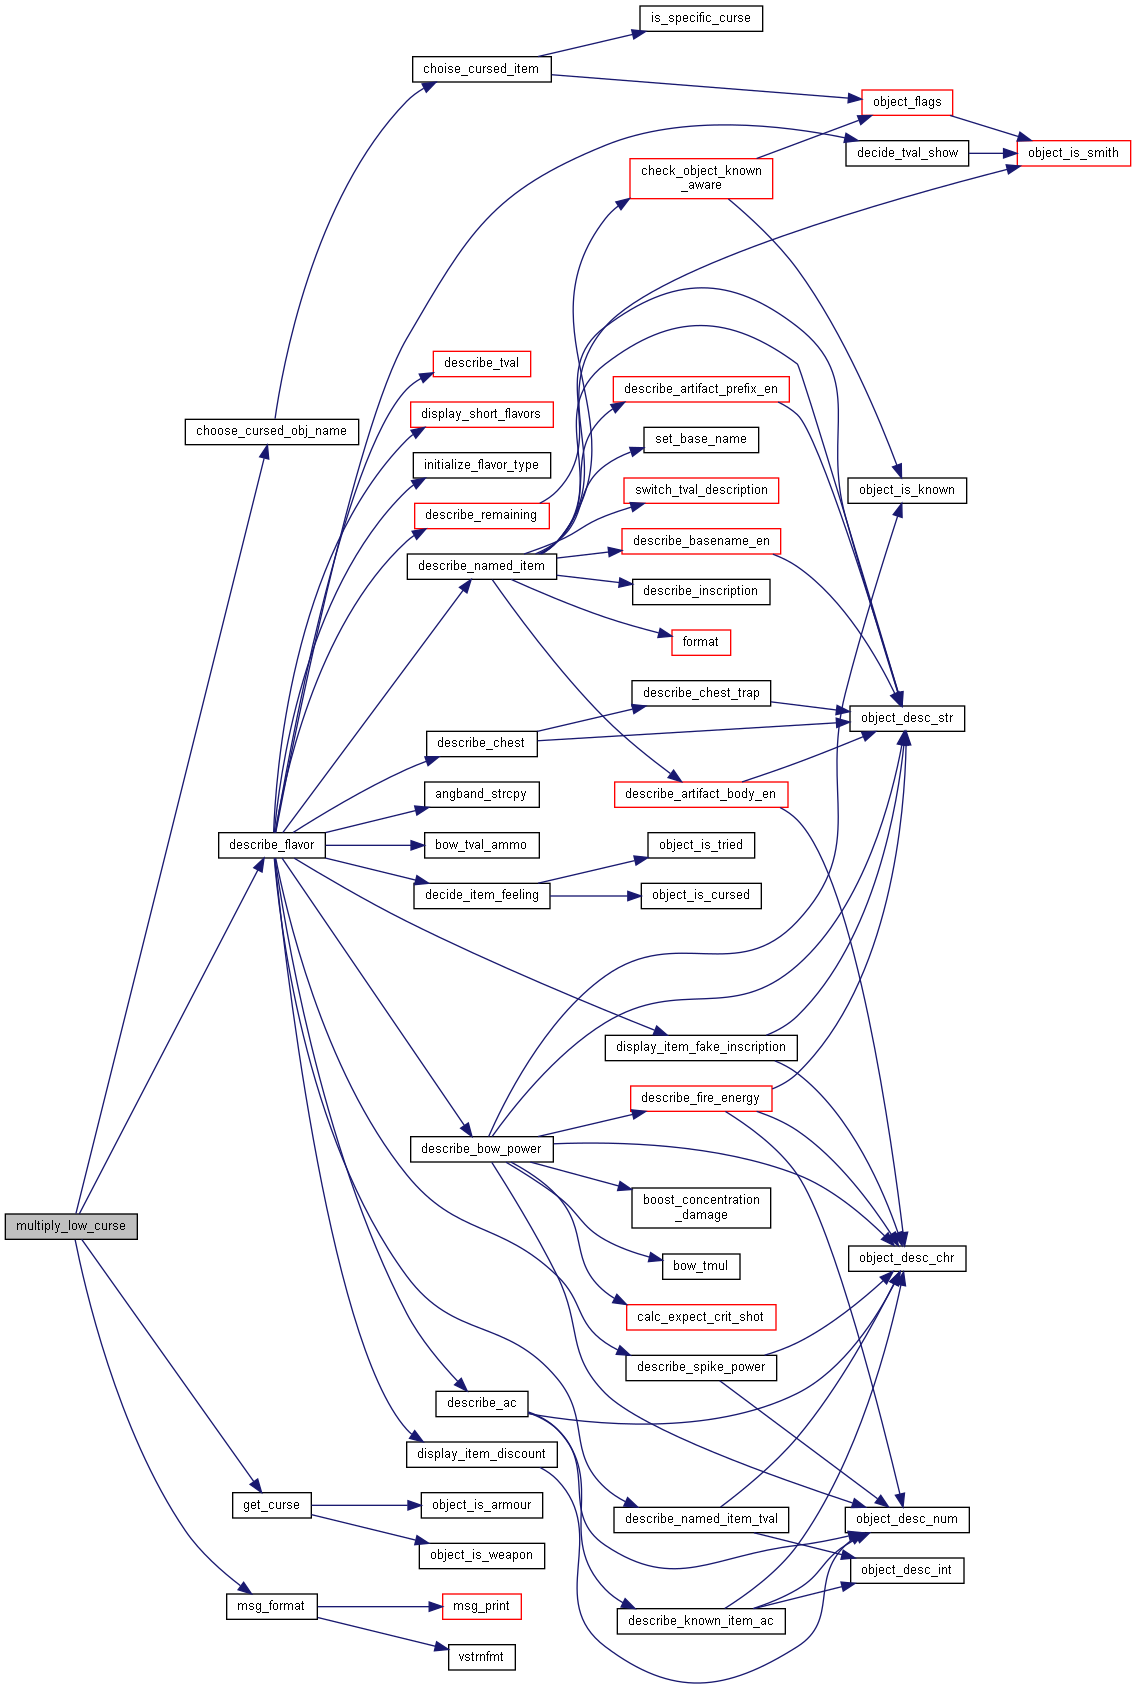 is_specific_curse
choise_cursed_item
object_flags
decide_tval_show
object_is_smith
check_object_known
_aware
describe_tval
describe_artifact_prefix_en
display_short_flavors
choose_cursed_obj_name
set_base_name
initialize_flavor_type
switch_tval_description
object_is_known
describe_remaining
describe_basename_en
describe_named_item
describe_inscription
format
describe_chest_trap
object_desc_str
describe_chest
angband_strcpy
describe_artifact_body_en
describe_flavor
bow_tval_ammo
object_is_tried
decide_item_feeling
object_is_cursed
display_item_fake_inscription
describe_fire_energy
describe_bow_power
boost_concentration
_damage
multiply_low_curse
bow_tmul
object_desc_chr
calc_expect_crit_shot
describe_spike_power
describe_ac
display_item_discount
get_curse
object_is_armour
describe_named_item_tval
object_desc_num
object_is_weapon
object_desc_int
msg_format
msg_print
describe_known_item_ac
vstrnfmt